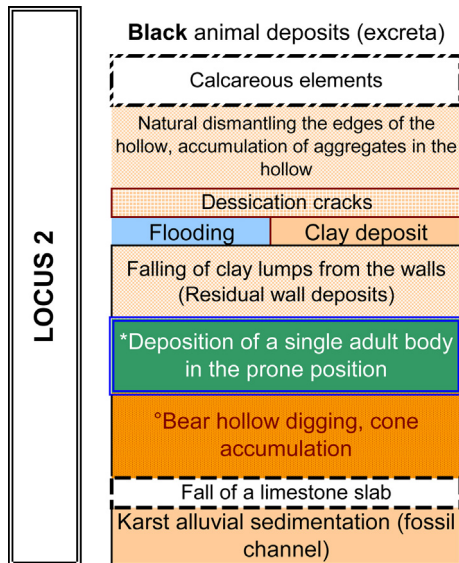 LOCUS 2
Black animal deposits (excreta)
Calcareous elements
Natural dismantling the edges of the
hollow, accumulation of aggregates in the
hollow
Dessication cracks
Flooding
Clay deposit
Falling of clay lumps from the walls
(Residual wall deposits)
*Deposition of a single adult body
in the prone position
°Bear hollow digging, cone
accumulation
Fall of a limestone slab
Karst alluvial sedimentation (fossil
channel)